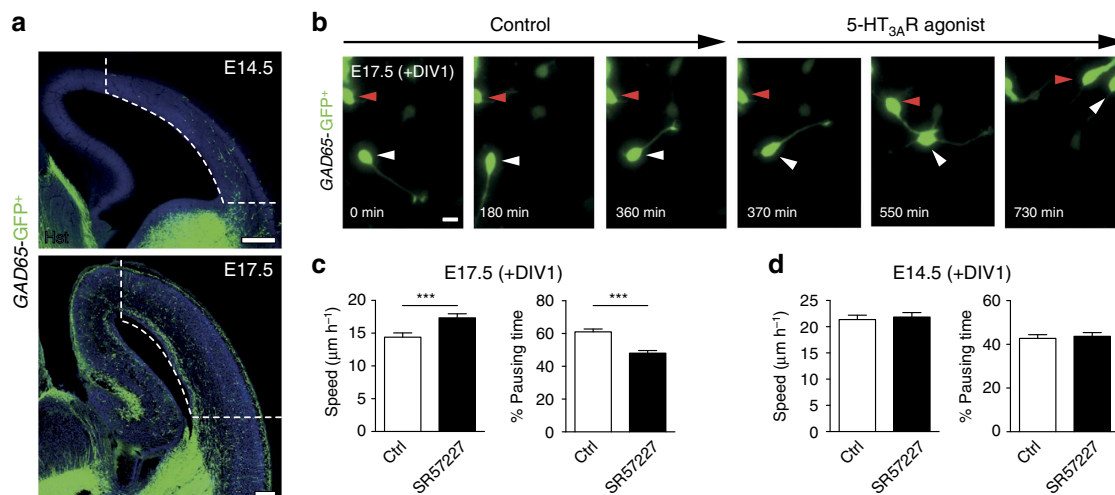 a
E14.5
GAD65-GFP+
Hst
E17.5
b
Control
5-HT3AR agonist
GAD65-GFP+
E17.5 (+DIV1)
0 min
180 min
360 min
370 min
550 min
730 min
c
E17.5 (+DIV1)
Speed (µm h⁻¹)
20
15
10
5
0
***
Ctrl
SR57227
% Pausing time
80
60
40
20
0
***
Ctrl
SR57227
d
E14.5 (+DIV1)
Speed (µm h⁻¹)
25
20
15
10
5
0
Ctrl
SR57227
% Pausing time
60
40
20
0
Ctrl
SR57227